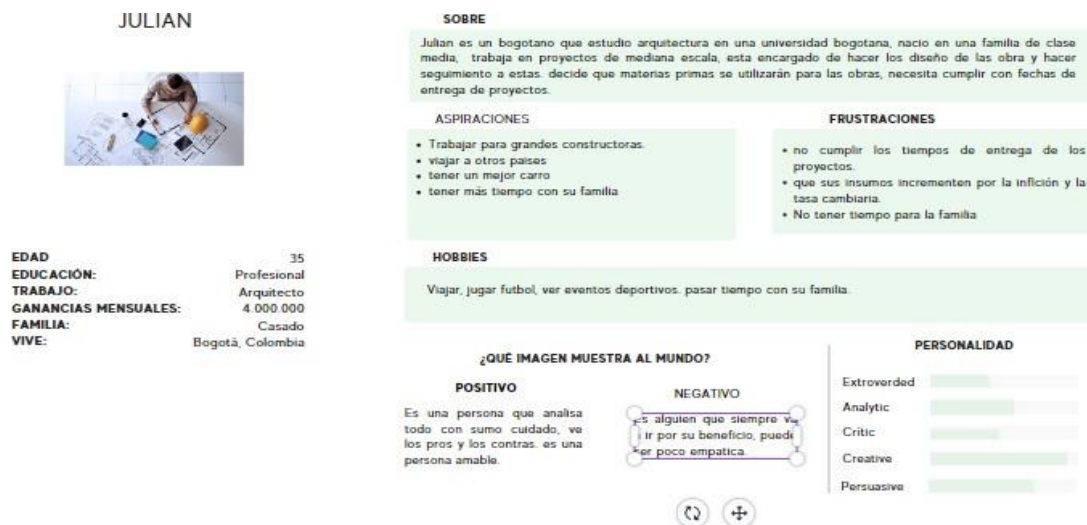 JULIAN
EDAD 35
EDUCACIÓN: Profesional
TRABAJO: Arquitecto
GANANCIAS MENSUALES: 4.000.000
FAMILIA: Casado
VIVE: Bogotá, Colombia
SOBRE
Julian es un bogotano que estudio arquitectura en una universidad bogotana, nacio en una familia de clase
media, trabaja en proyectos de mediana escala, esta encargado de hacer los diseño de las obra y hacer
seguimiento a estas. decide que materias primas se utilizarán para las obras, necesita cumplir con fechas de
entrega de proyectos.
ASPIRACIONES
• Trabajar para grandes constructoras.
• viajar a otros paises
• tener un mejor carro
• tener más tiempo con su familia
FRUSTRACIONES
• no cumplir los tiempos de entrega de los
proyectos.
• que sus insumos incrementen por la inflción y la
tasa cambiaria.
• No tener tiempo para la familia
HOBBIES
Viajar, jugar futbol, ver eventos deportivos. pasar tiempo con su familia.
¿QUÉ IMAGEN MUESTRA AL MUNDO?
POSITIVO
Es una persona que analisa
todo con sumo cuidado, ve
los pros y los contras. es una
persona amable.
NEGATIVO
es alguien que siempre
ir por su beneficio, puede
ser poco empatica.
PERSONALIDAD
Extroverded
Analytic
Critic
Creative
Persuasive